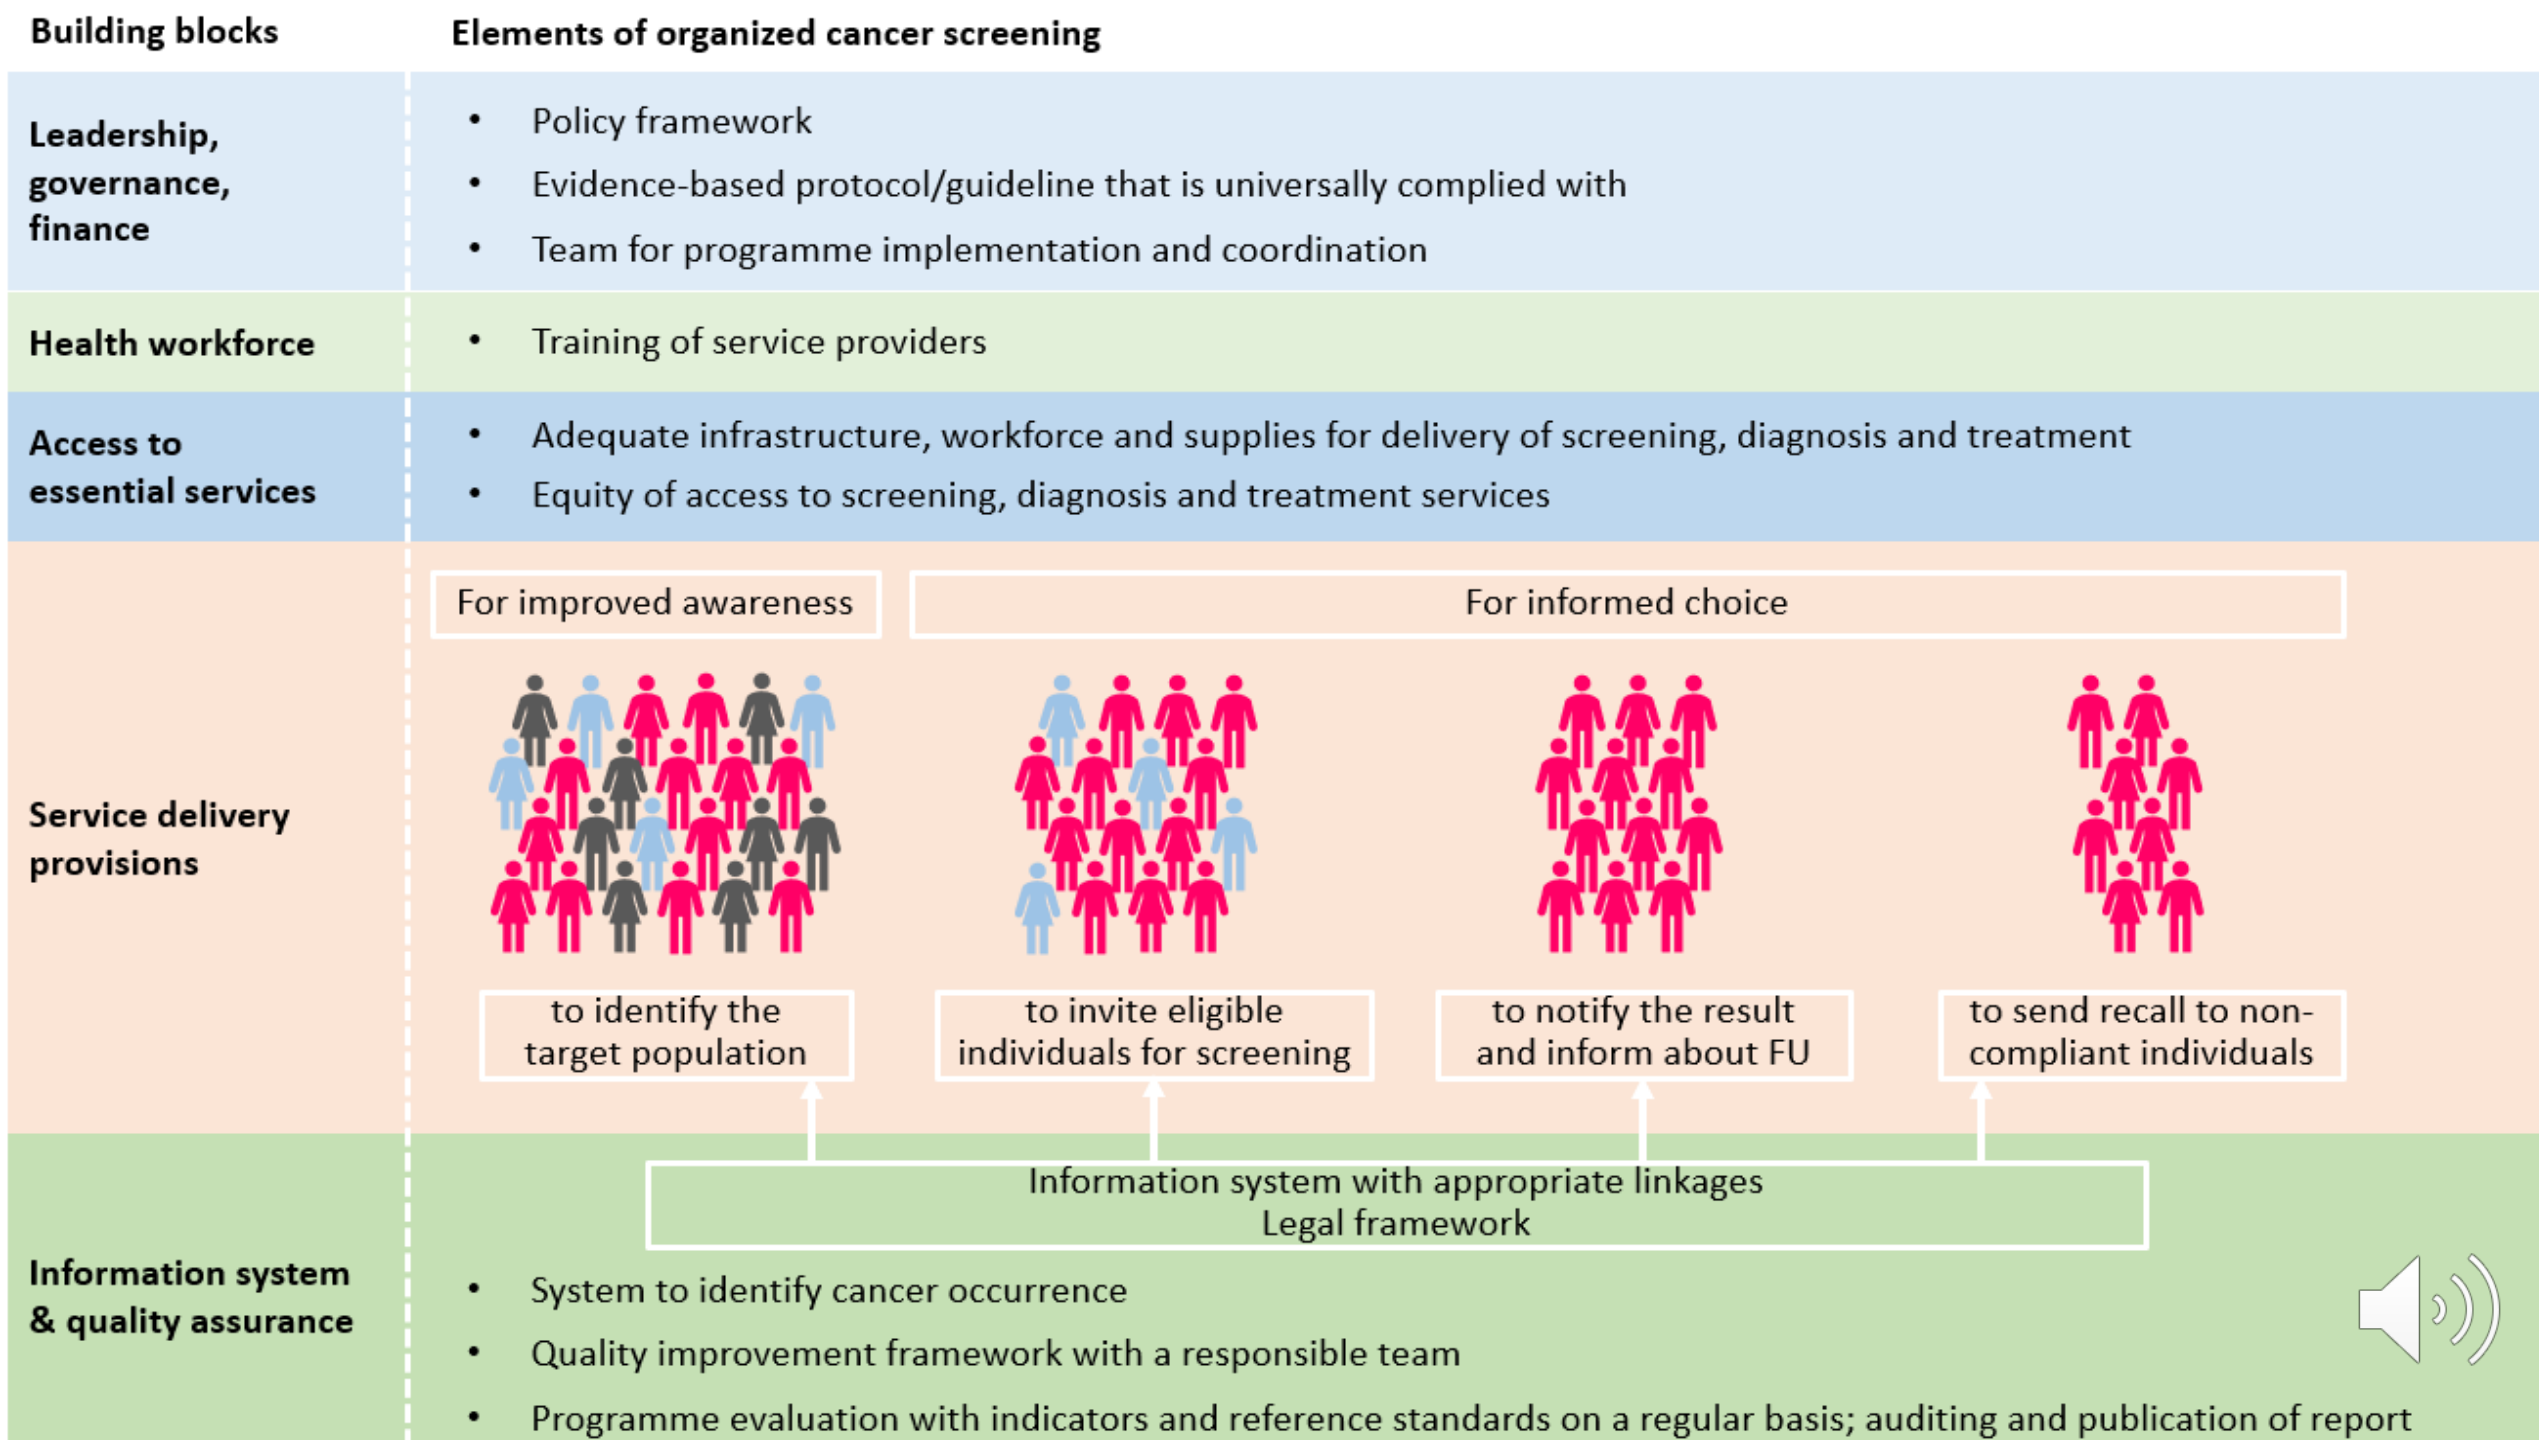 Building blocks
Elements of organized cancer screening
Leadership,
governance,
finance
• Policy framework
• Evidence-based protocol/guideline that is universally complied with
• Team for programme implementation and coordination
Health workforce
• Training of service providers
Access to
essential services
• Adequate infrastructure, workforce and supplies for delivery of screening, diagnosis and treatment
• Equity of access to screening, diagnosis and treatment services
Service delivery
provisions
For improved awareness
For informed choice
to identify the
target population
to invite eligible
individuals for screening
to notify the result
and inform about FU
to send recall to non-
compliant individuals
Information system
& quality assurance
Information system with appropriate linkages
Legal framework
• System to identify cancer occurrence
• Quality improvement framework with a responsible team
• Programme evaluation with indicators and reference standards on a regular basis; auditing and publication of report